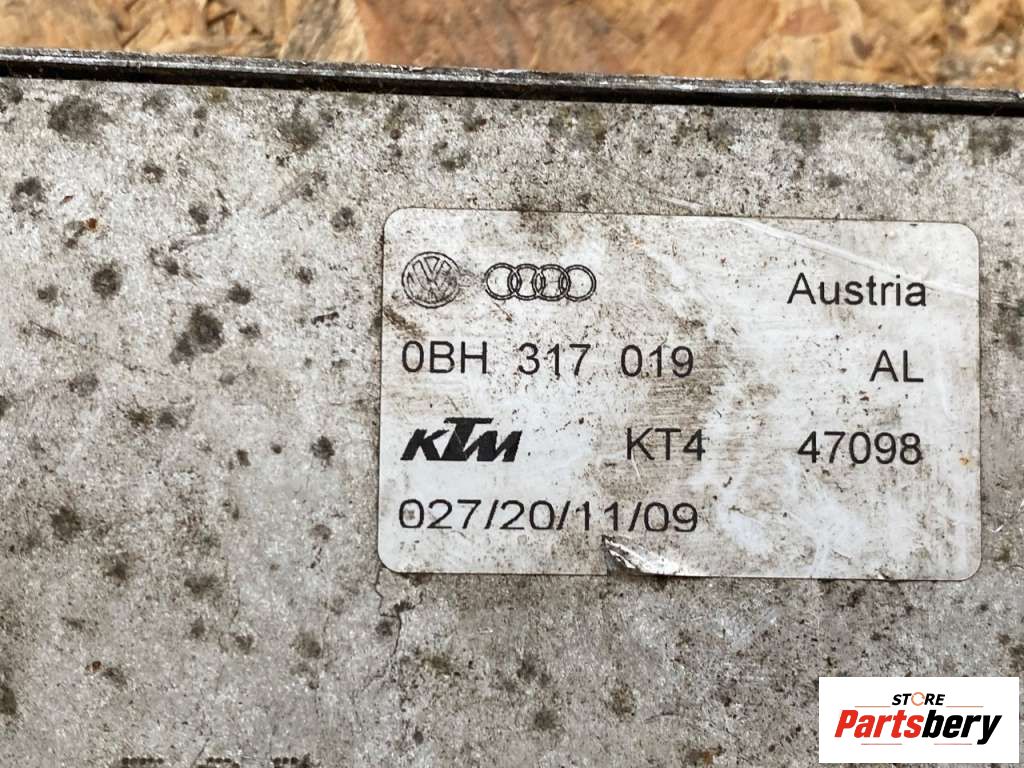 Austria
0BH 317 019 AL
KTM KT4 47098
027/20/11/09
STORE
Partsbery